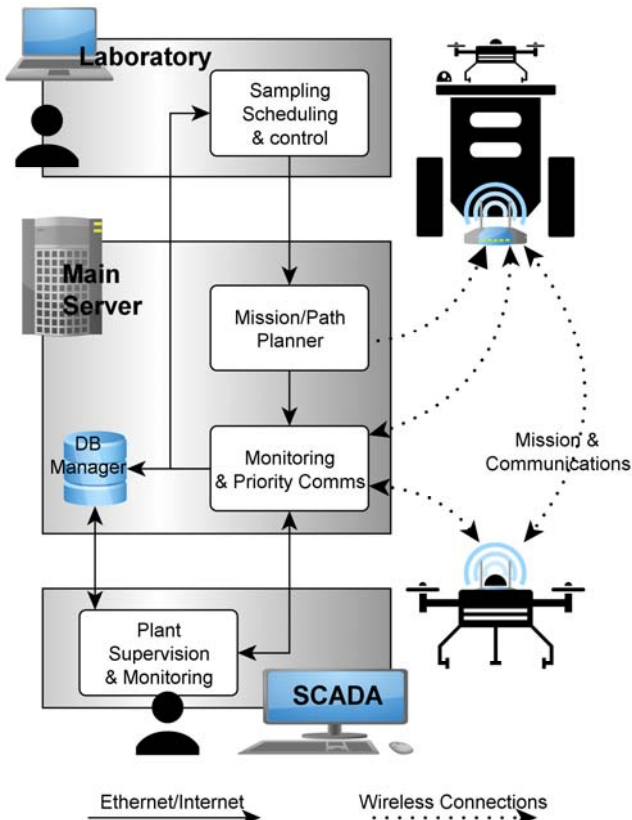 Laboratory
Sampling
Scheduling
& control
Main
Server
Mission/Path
Planner
DB
Manager
Monitoring
& Priority Comms
Mission &
Communications
Plant
Supervision
& Monitoring
SCADA
Ethernet/Internet
Wireless Connections